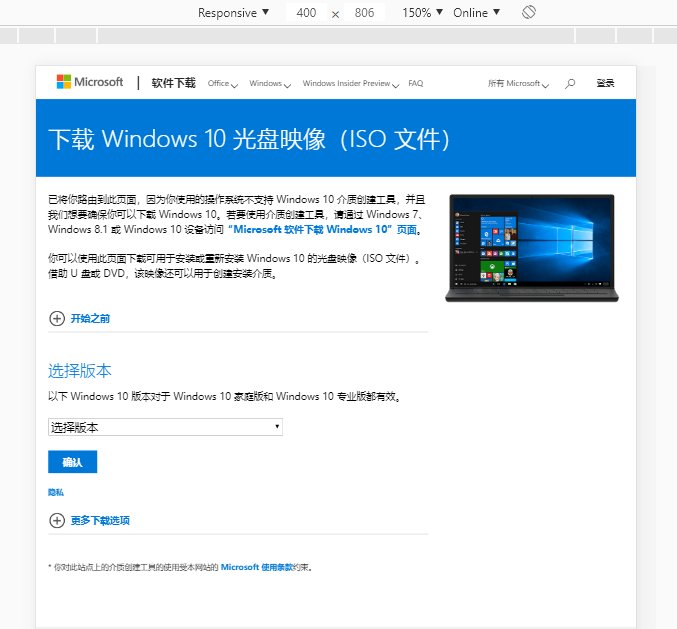 Responsive ▼ 400 × 806 150% ▼ Online ▼
Microsoft | 软件下载 Office Windows Windows Insider Preview FAQ 所有 Microsoft 登录
下载 Windows 10 光盘映像（ISO 文件）
已将你路由到此页面，因为你使用的操作系统不支持 Windows 10 介质创建工具，并且
我们想要确保你可以下载 Windows 10。若要使用介质创建工具，请通过 Windows 7、
Windows 8.1 或 Windows 10 设备访问“Microsoft 软件下载 Windows 10”页面。
你可以使用此页面下载可用于安装或重新安装 Windows 10 的光盘映像（ISO 文件）。
借助 U 盘或 DVD，该映像还可以用于创建安装介质。
开始之前
选择版本
以下 Windows 10 版本对于 Windows 10 家庭版和 Windows 10 专业版都有效。
选择版本
确认
隐私
更多下载选项
* 你对此站点上的介质创建工具的使用受本网站的 Microsoft 使用条款约束。